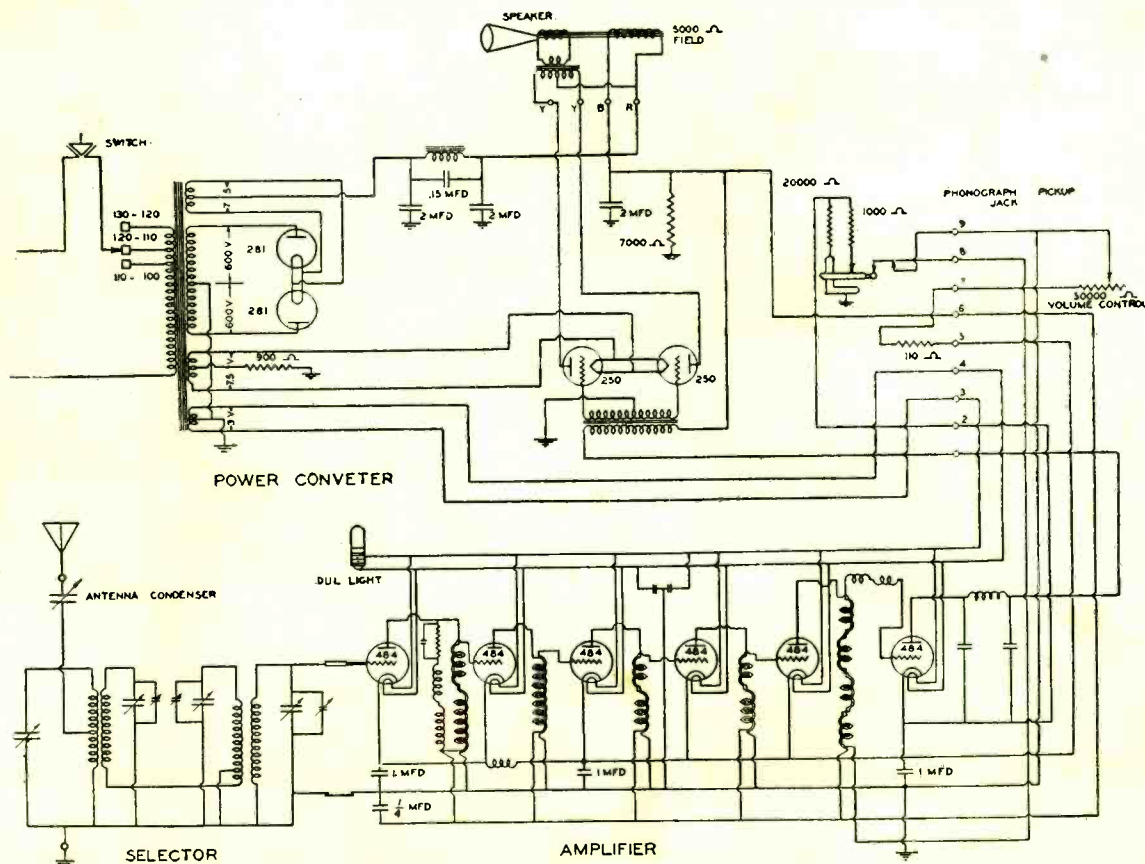 SPEAKER.
5000 Ω
FIELD
Y
Y
B
R
SWITCH.
130-120
120-110
110-100
7.5V
600 V
600 V
7.5 V
3 V
281
281
900 Ω
.15 MFD
2 MFD
2 MFD
2 MFD
7000 Ω
250
250
20000 Ω
1000 Ω
PHONOGRAPH PICKUP
JACK
9
8
7
6
5
4
3
2
50000 Ω
VOLUME CONTROL
110 Ω
POWER CONVETER
ANTENNA CONDENSER
DUL LIGHT
484
484
484
484
484
484
1 MFD
1/4 MFD
1 MFD
1 MFD
SELECTOR
AMPLIFIER